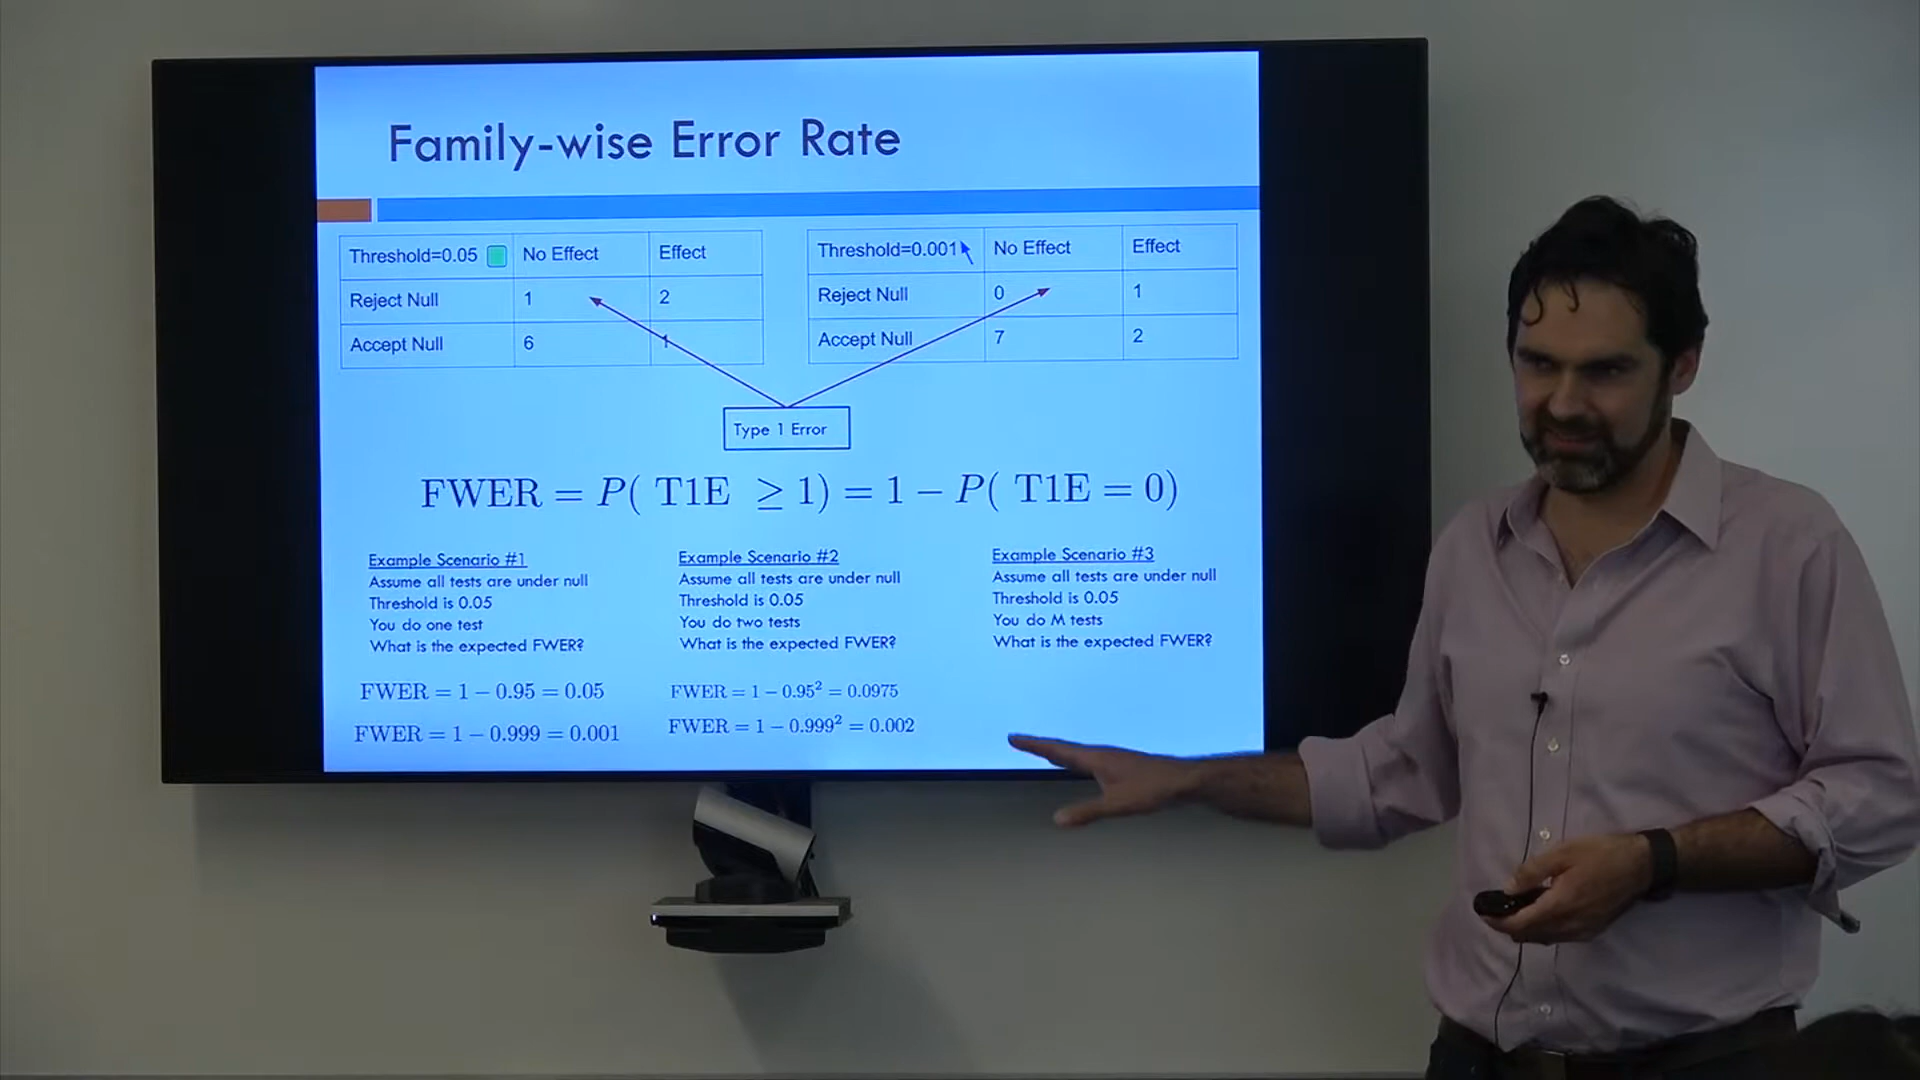 Family-wise Error Rate
Threshold=0.05 No Effect Effect
Reject Null 1 2
Accept Null 6 1
Threshold=0.001 No Effect Effect
Reject Null 0 1
Accept Null 7 2
Type 1 Error
FWER = P( T1E ≥ 1) = 1 − P( T1E = 0)
Example Scenario #1
Assume all tests are under null
Threshold is 0.05
You do one test
What is the expected FWER?
FWER = 1 − 0.95 = 0.05
FWER = 1 − 0.999 = 0.001
Example Scenario #2
Assume all tests are under null
Threshold is 0.05
You do two tests
What is the expected FWER?
FWER = 1 − 0.95² = 0.0975
FWER = 1 − 0.999² = 0.002
Example Scenario #3
Assume all tests are under null
Threshold is 0.05
You do M tests
What is the expected FWER?